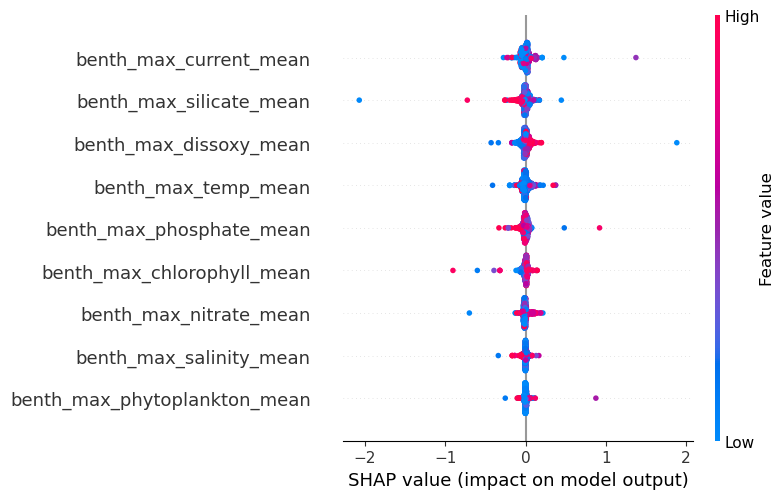 High
benth_max_current_mean
benth_max_silicate_mean
benth_max_dissoxy_mean
benth_max_temp_mean
benth_max_phosphate_mean
benth_max_chlorophyll_mean
benth_max_nitrate_mean
benth_max_salinity_mean
benth_max_phytoplankton_mean
Feature value
Low
−2 −1 0 1 2
SHAP value (impact on model output)